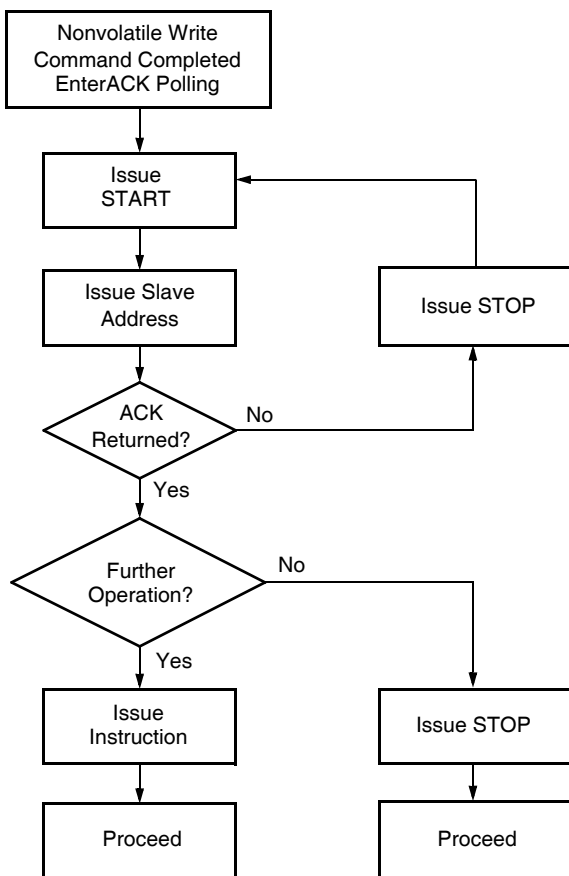 Nonvolatile Write
Command Completed
EnterACK Polling
Issue
START
Issue Slave
Address
Issue STOP
ACK
Returned?
No
Yes
Further
Operation?
No
Yes
Issue
Instruction
Issue STOP
Proceed
Proceed